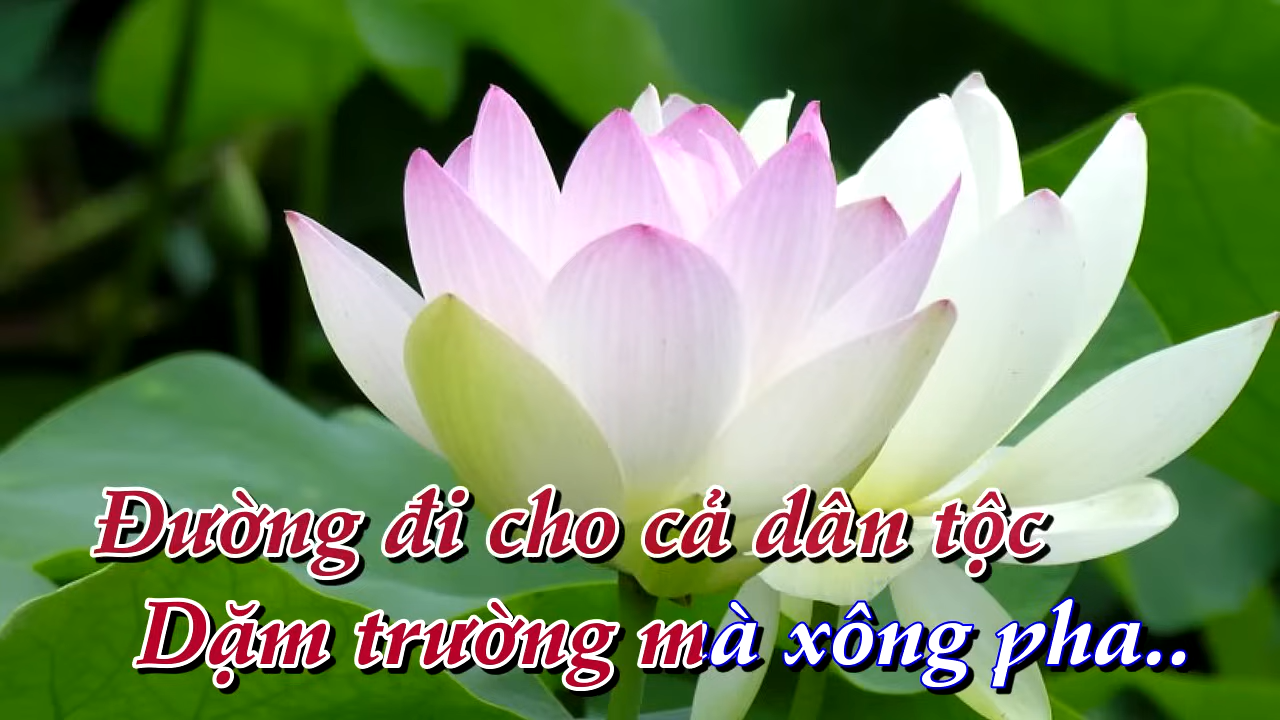 Đường đi cho cả dân tộc
Dặm trường mà xông pha..